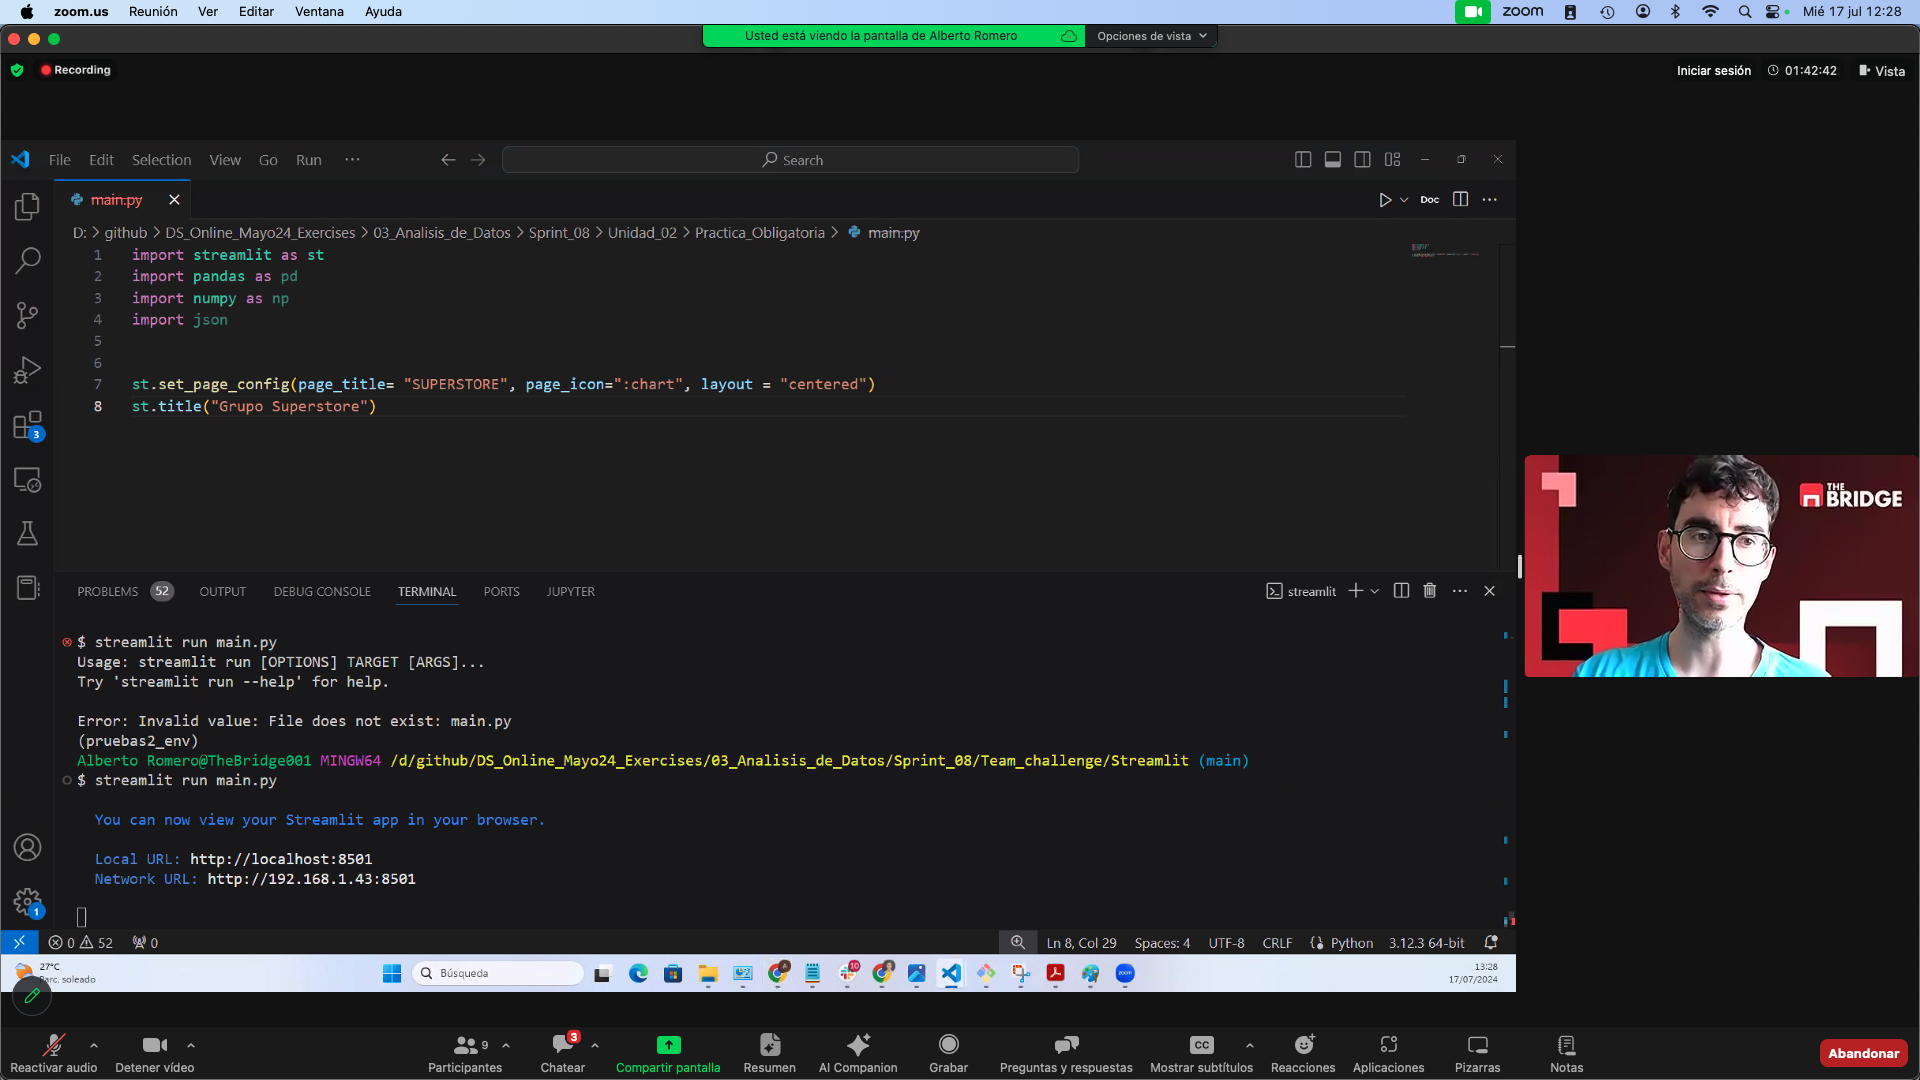 zoom.us Reunión Ver Editar Ventana Ayuda
zoom Mié 17 jul 12:28
Usted está viendo la pantalla de Alberto Romero Opciones de vista
Recording
Iniciar sesión 01:42:42 Vista
File Edit Selection View Go Run ··· Search
main.py
Doc
D: > github > DS_Online_Mayo24_Exercises > 03_Analisis_de_Datos > Sprint_08 > Unidad_02 > Practica_Obligatoria > main.py
1 import streamlit as st
2 import pandas as pd
3 import numpy as np
4 import json
5
6
7 st.set_page_config(page_title= "SUPERSTORE", page_icon=":chart", layout = "centered")
8 st.title("Grupo Superstore")
3
THE
BRIDGE
PROBLEMS 52 OUTPUT DEBUG CONSOLE TERMINAL PORTS JUPYTER streamlit
$ streamlit run main.py
Usage: streamlit run [OPTIONS] TARGET [ARGS]...
Try 'streamlit run --help' for help.
Error: Invalid value: File does not exist: main.py
(pruebas2_env)
Alberto Romero@TheBridge001 MINGW64 /d/github/DS_Online_Mayo24_Exercises/03_Analisis_de_Datos/Sprint_08/Team_challenge/Streamlit (main)
$ streamlit run main.py
You can now view your Streamlit app in your browser.
Local URL: http://localhost:8501
Network URL: http://192.168.1.43:8501
1
0 52 0 Ln 8, Col 29 Spaces: 4 UTF-8 CRLF Python 3.12.3 64-bit
27°C
Parc. soleado
Búsqueda
10
zoom
13:28
17/07/2024
9
3
CC
Reactivar audio Detener vídeo Participantes Chatear Compartir pantalla Resumen AI Companion Grabar Preguntas y respuestas Mostrar subtítulos Reacciones Aplicaciones Pizarras Notas
Abandonar